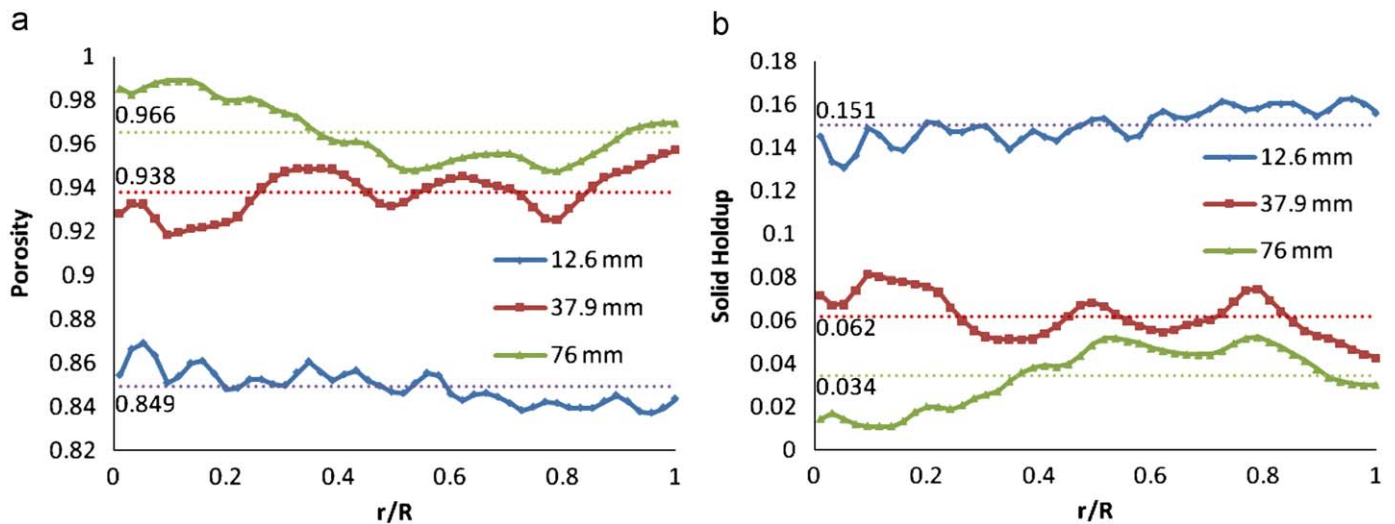 a
Porosity
1
0.98
0.96
0.94
0.92
0.9
0.88
0.86
0.84
0.82
0.966
0.938
0.849
12.6 mm
37.9 mm
76 mm
0 0.2 0.4 0.6 0.8 1
r/R
b
Solid Holdup
0.18
0.16
0.14
0.12
0.1
0.08
0.06
0.04
0.02
0
0.151
0.062
0.034
12.6 mm
37.9 mm
76 mm
0 0.2 0.4 0.6 0.8 1
r/R